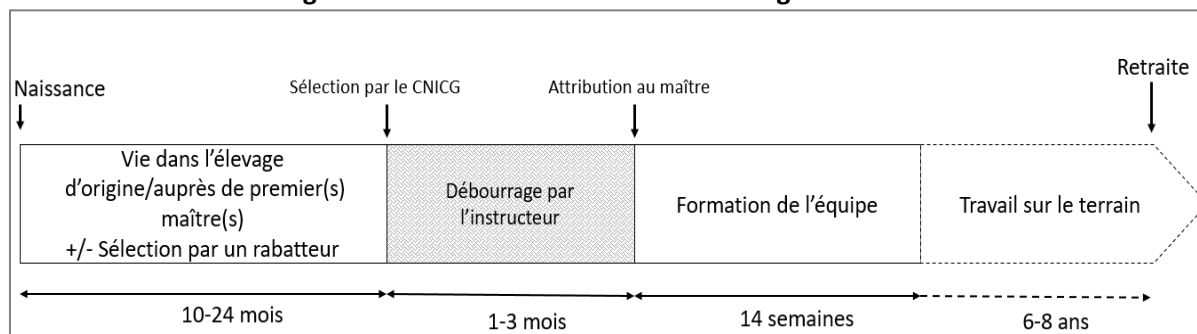 Naissance
Sélection par le CNICG
Attribution au maître
Retraite
Vie dans l'élevage
d'origine/auprès de premier(s)
maître(s)
+/- Sélection par un rabatteur
Débourrage par
l'instructeur
Formation de l'équipe
Travail sur le terrain
10-24 mois
1-3 mois
14 semaines
6-8 ans